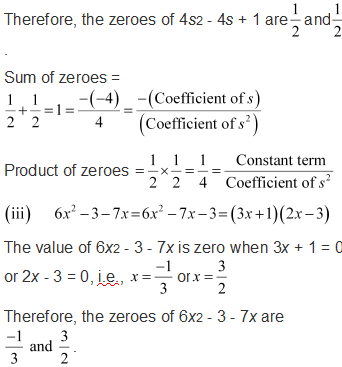 Therefore, the zeroes of 4s2 - 4s + 1 are 1/2 and 1/2
.
Sum of zeroes =
1/2 + 1/2 = 1 = -(-4)/4 = -(Coefficient of s)/(Coefficient of s²)
Product of zeroes = 1/2 × 1/2 = 1/4 = Constant term/Coefficient of s²
(iii) 6x² – 3 – 7x = 6x² – 7x – 3 = (3x + 1)(2x – 3)
The value of 6x2 - 3 - 7x is zero when 3x + 1 = 0
or 2x - 3 = 0, i.e., x = -1/3 or x = 3/2
Therefore, the zeroes of 6x2 - 3 - 7x are
-1/3 and 3/2 .